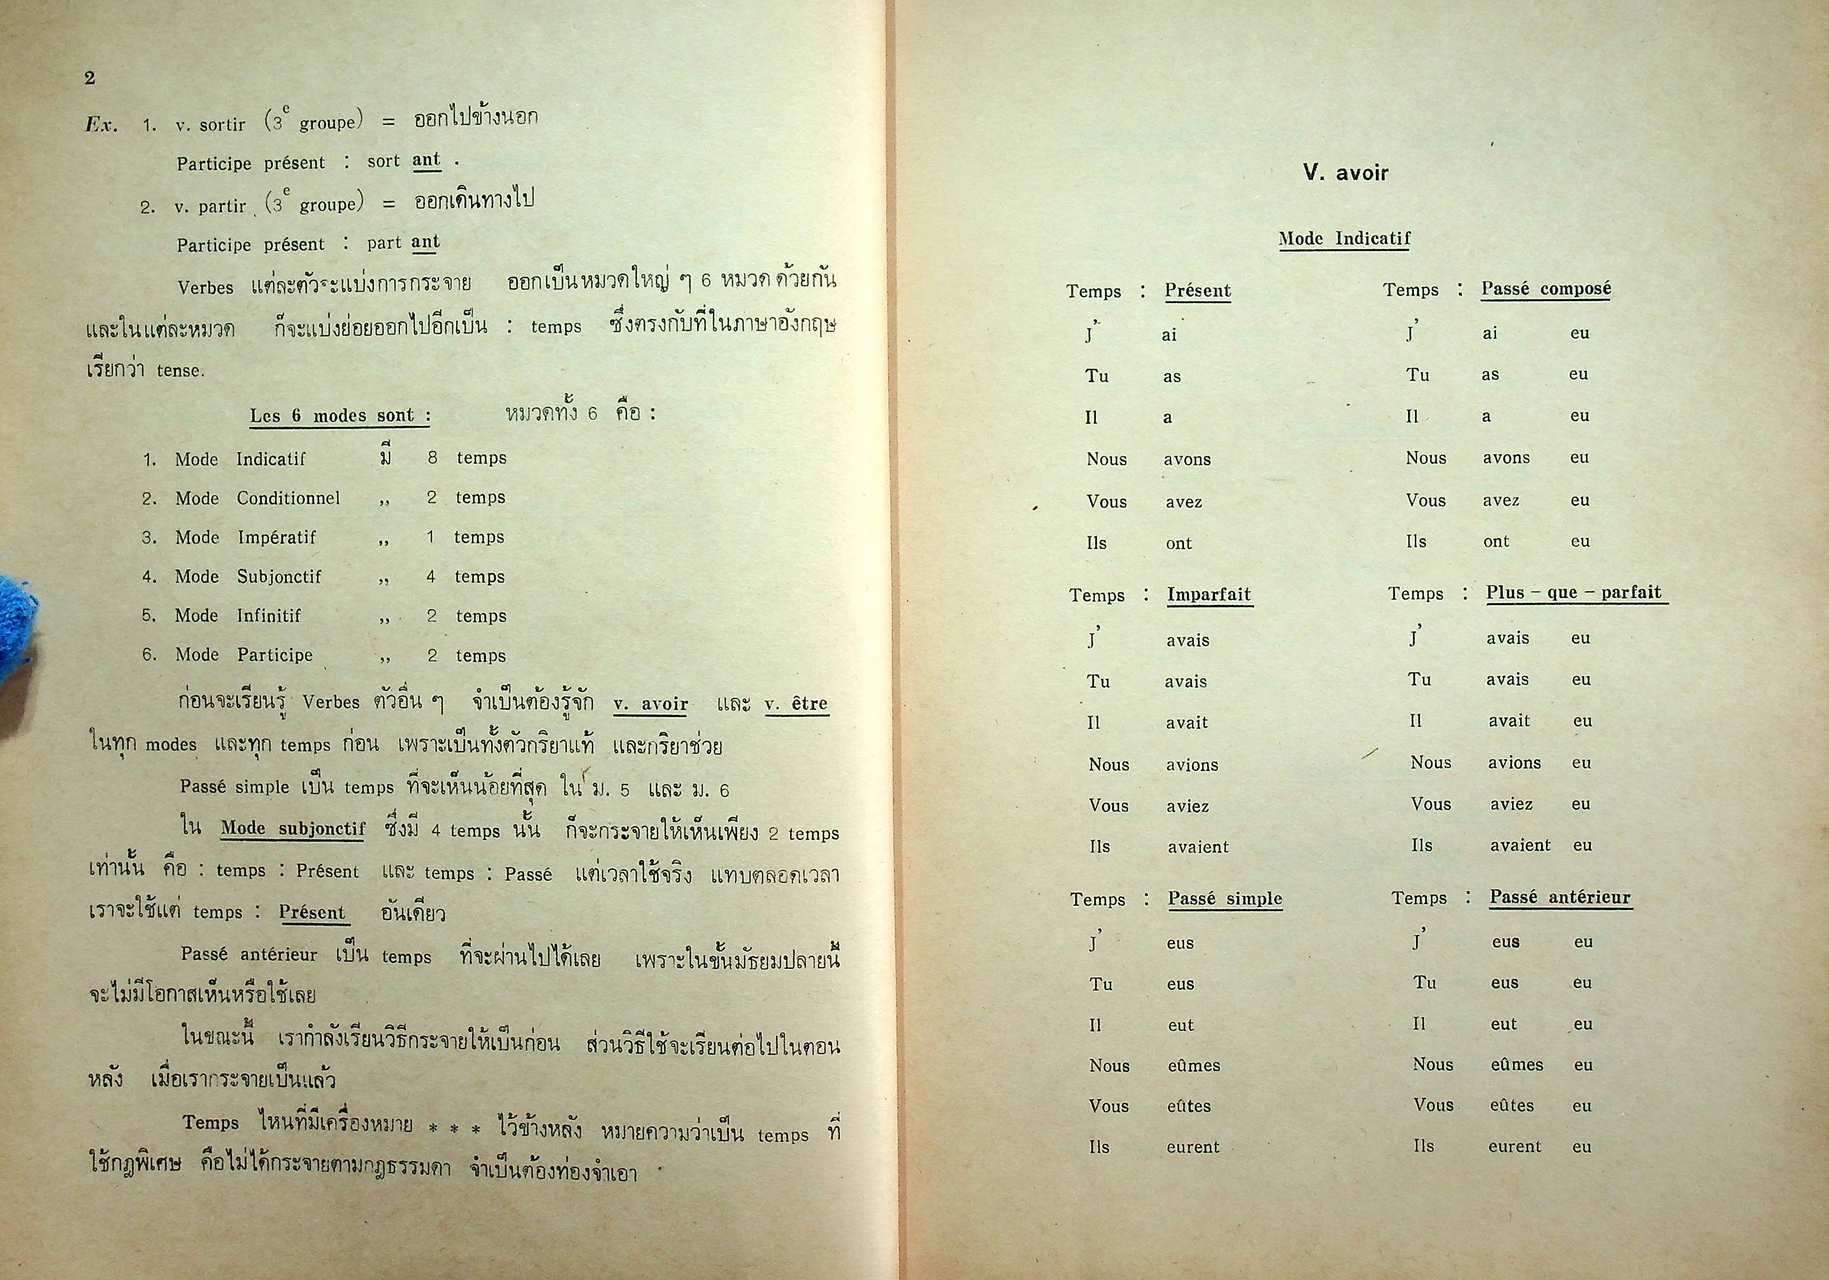 2
Ex. 1. v. sortir (3e groupe) = ออกไปข้างนอก
Participe présent : sort ant .
2. v. partir (3e groupe) = ออกเดินทางไป
Participe présent : part ant
Verbes แต่ละตัวจะแบ่งการกระจาย ออกเป็นหมวดใหญ่ ๆ 6 หมวดด้วยกัน
และในแต่ละหมวด ก็จะแบ่งย่อยออกไปอีกเป็น : temps ซึ่งตรงกับที่ในภาษาอังกฤษ
เรียกว่า tense.
Les 6 modes sont : หมวดทั้ง 6 คือ :
1. Mode Indicatif มี 8 temps
2. Mode Conditionnel ,, 2 temps
3. Mode Impératif ,, 1 temps
4. Mode Subjonctif ,, 4 temps
5. Mode Infinitif ,, 2 temps
6. Mode Participe ,, 2 temps
ก่อนจะเรียนรู้ Verbes ตัวอื่น ๆ จำเป็นต้องรู้จัก v. avoir และ v. être
ในทุก modes และทุก temps ก่อน เพราะเป็นทั้งตัวกริยาแท้ และกริยาช่วย
Passé simple เป็น temps ที่จะเห็นน้อยที่สุด ใน ม. 5 และ ม. 6
ใน Mode subjonctif ซึ่งมี 4 temps นั้น ก็จะกระจายให้เห็นเพียง 2 temps
เท่านั้น คือ : temps : Présent และ temps : Passé แต่เวลาใช้จริง แทบตลอดเวลา
เราจะใช้แต่ temps : Présent อันเดียว
Passé antérieur เป็น temps ที่จะผ่านไปได้เลย เพราะในชั้นมัธยมปลายนี้
จะไม่มีโอกาสเห็นหรือใช้เลย
ในขณะนี้ เรากำลังเรียนวิธีกระจายให้เป็นก่อน ส่วนวิธีใช้จะเรียนต่อไปในตอน
หลัง เมื่อเรากระจายเป็นแล้ว
Temps ไหนที่มีเครื่องหมาย * * * ไว้ข้างหลัง หมายความว่าเป็น temps ที่
ใช้กฎพิเศษ คือไม่ได้กระจายตามกฎธรรมดา จำเป็นต้องท่องจำเอา
V. avoir
Mode Indicatif
Temps : Présent
J' ai
Tu as
Il a
Nous avons
Vous avez
Ils ont
Temps : Passé composé
J' ai eu
Tu as eu
Il a eu
Nous avons eu
Vous avez eu
Ils ont eu
Temps : Imparfait
J' avais
Tu avais
Il avait
Nous avions
Vous aviez
Ils avaient
Temps : Plus – que – parfait
J' avais eu
Tu avais eu
Il avait eu
Nous avions eu
Vous aviez eu
Ils avaient eu
Temps : Passé simple
J' eus
Tu eus
Il eut
Nous eûmes
Vous eûtes
Ils eurent
Temps : Passé antérieur
J' eus eu
Tu eus eu
Il eut eu
Nous eûmes eu
Vous eûtes eu
Ils eurent eu